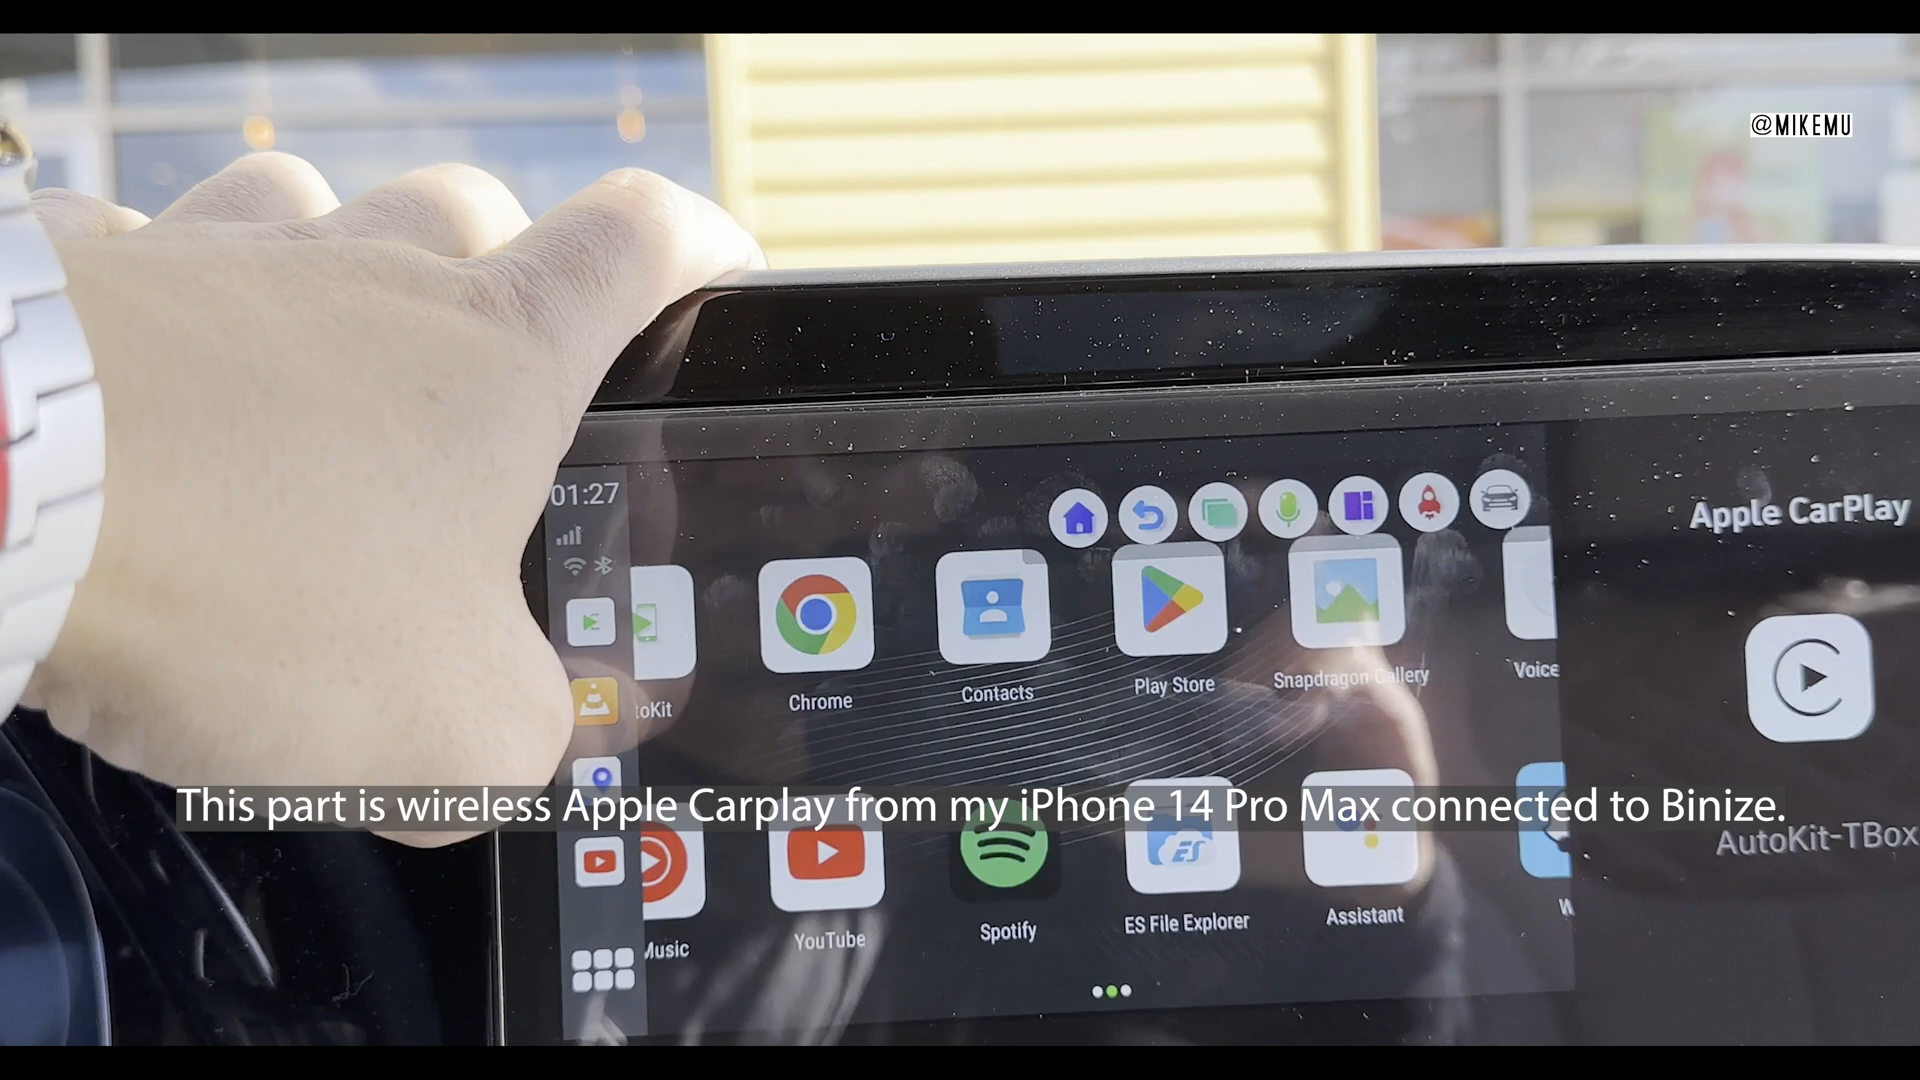 @MIKEMU
01:27
Apple CarPlay
toKit
Chrome
Contacts
Play Store
Snapdragon Gallery
Voice
This part is wireless Apple Carplay from my iPhone 14 Pro Max connected to Binize.
AutoKit-TBox
Music
YouTube
Spotify
ES
ES File Explorer
Assistant